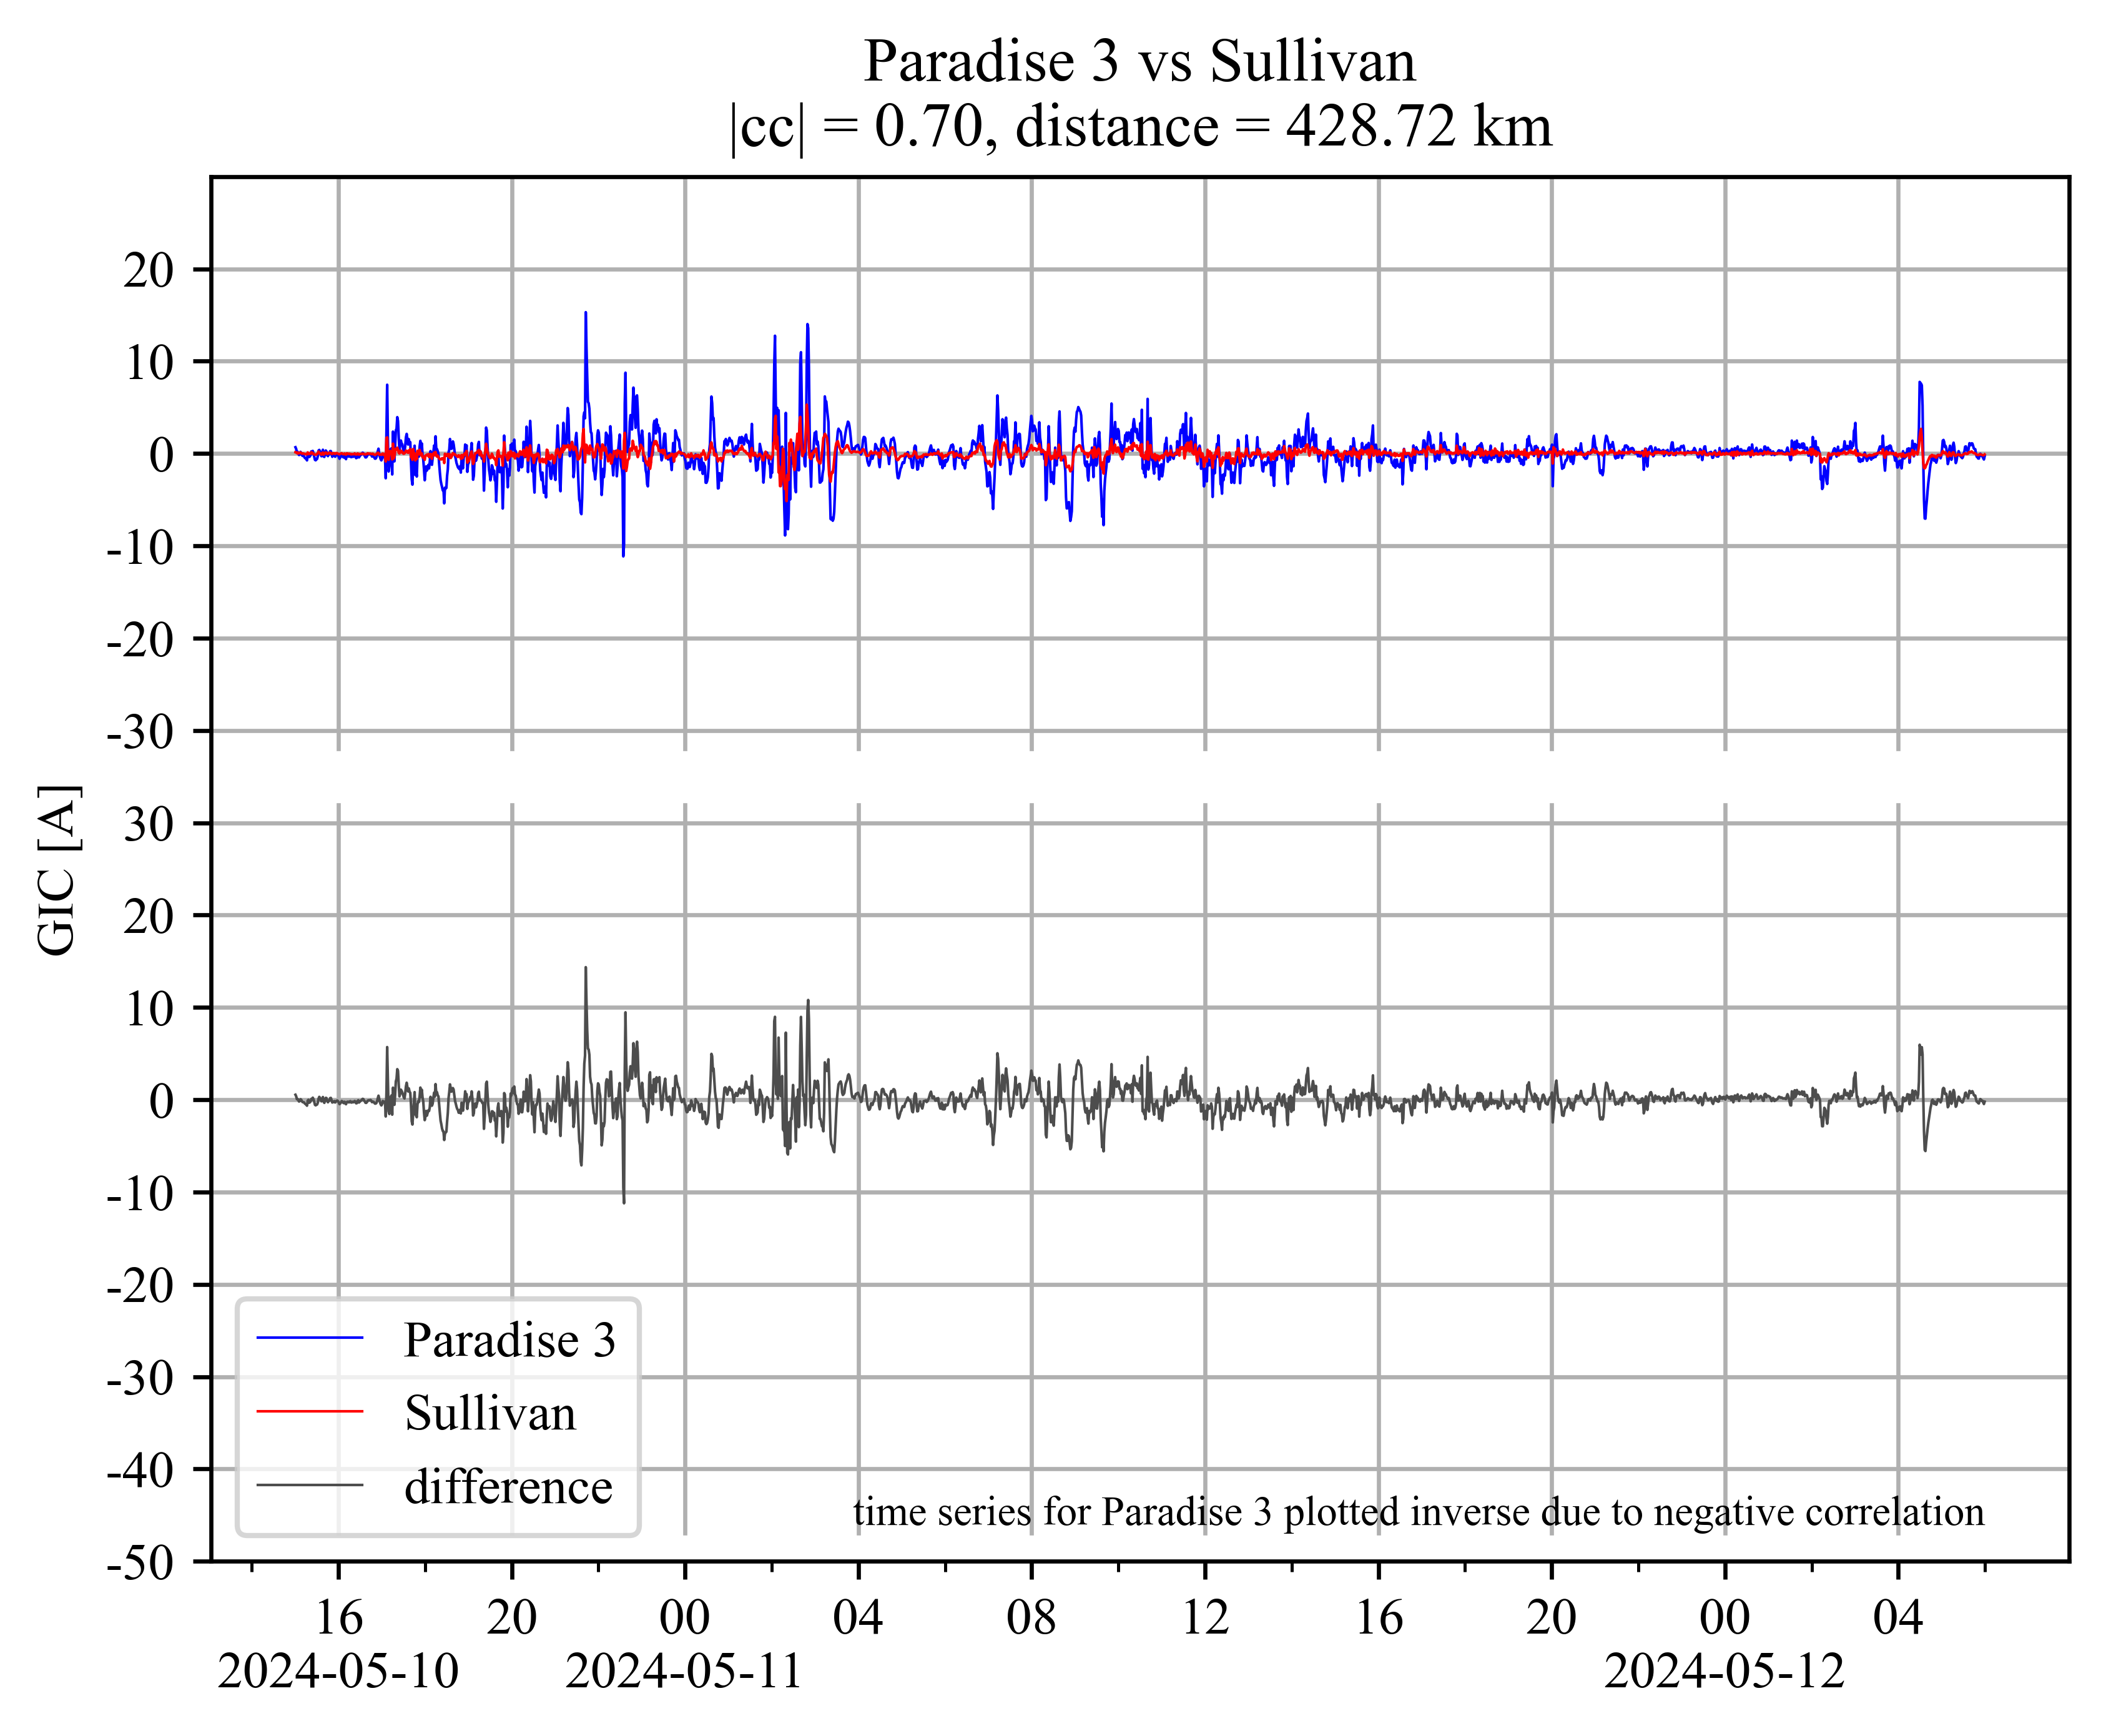 Paradise 3 vs Sullivan
|cc| = 0.70, distance = 428.72 km
GIC [A]
20
10
0
-10
-20
-30
30
20
10
0
-10
-20
-30
-40
-50
Paradise 3
Sullivan
difference
time series for Paradise 3 plotted inverse due to negative correlation
16 20 00 04 08 12 16 20 00 04
2024-05-10 2024-05-11 2024-05-12